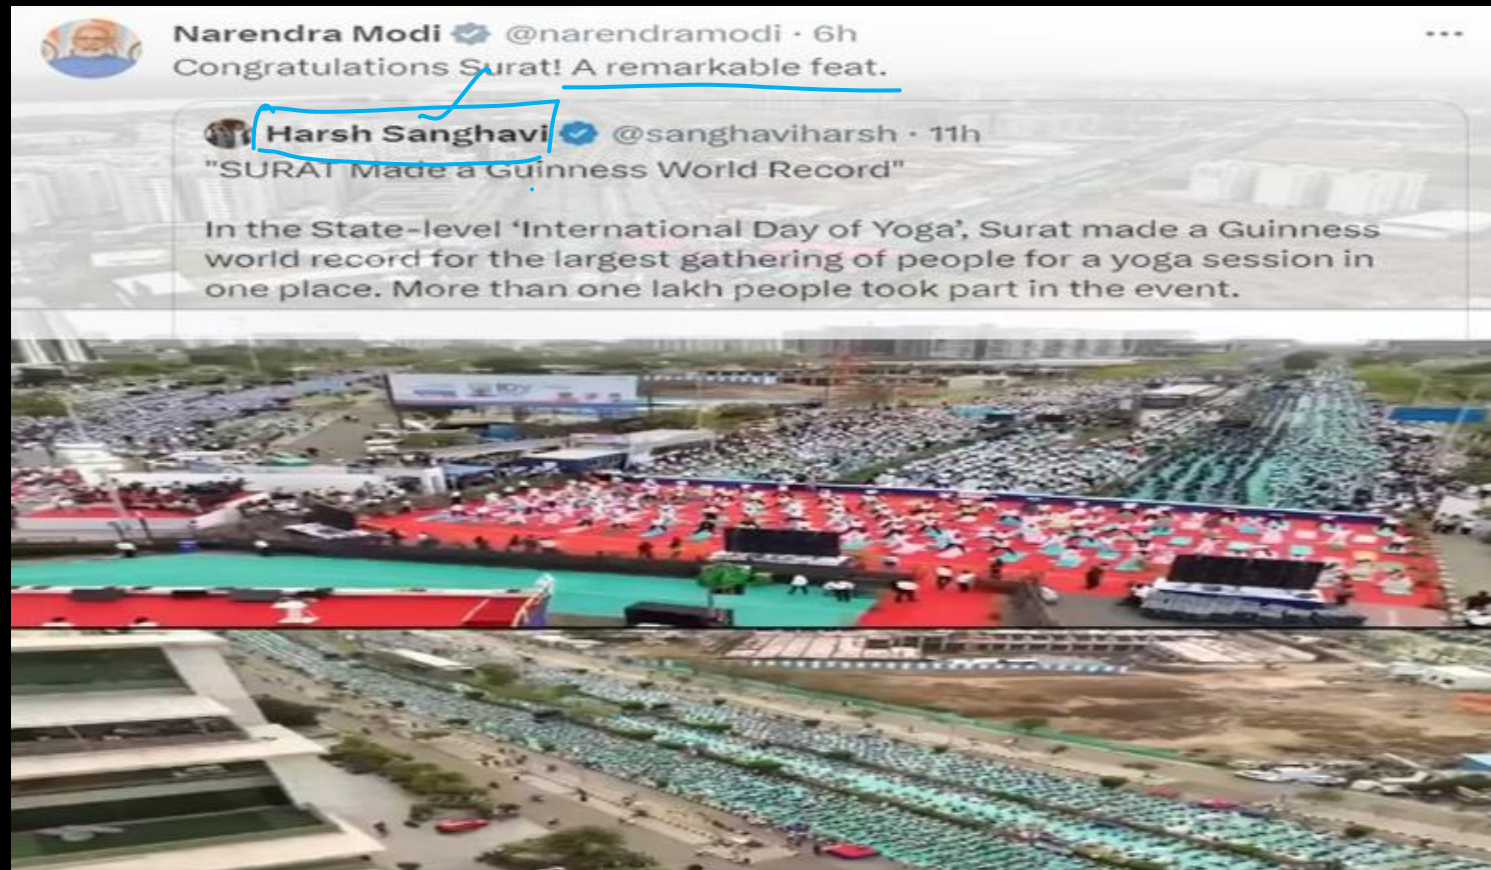 Narendra Modi @narendramodi · 6h
Congratulations Surat! A remarkable feat.
Harsh Sanghavi @sanghaviharsh · 11h
"SURAT Made a Guinness World Record"
In the State-level ‘International Day of Yoga’, Surat made a Guinness
world record for the largest gathering of people for a yoga session in
one place. More than one lakh people took part in the event.